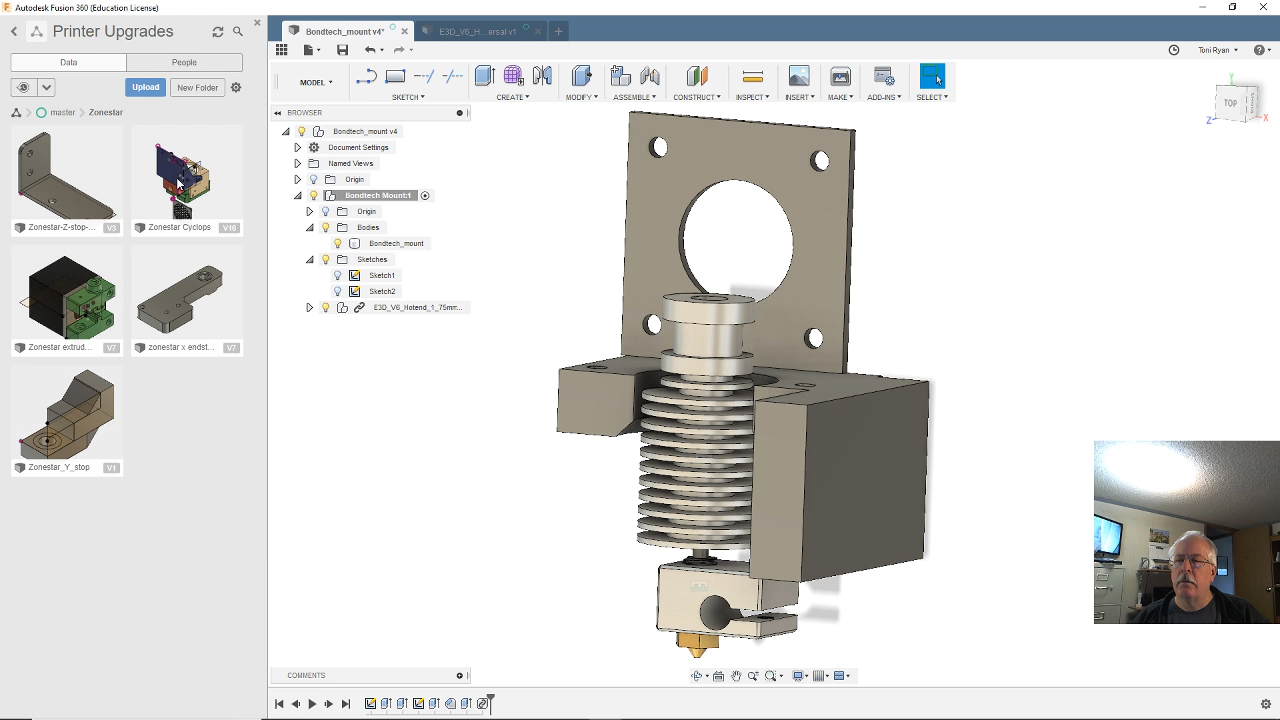 Autodesk Fusion 360 (Education License)
Printer Upgrades
Data
People
Upload
New Folder
master
Zonestar
Zonestar-Z-stop-...
V3
Zonestar Cyclops
V16
Zonestar extrud...
V7
zonestar x endst...
V7
Zonestar_Y_stop
V1
Bondtech_mount v4*
E3D_V6_H...ersal v1
Toni Ryan
MODEL
SKETCH
CREATE
MODIFY
ASSEMBLE
CONSTRUCT
INSPECT
INSERT
MAKE
ADD-INS
SELECT
TOP
Y
Z
X
BROWSER
Bondtech_mount v4
Document Settings
Named Views
Origin
Bondtech Mount:1
Origin
Bodies
Bondtech_mount
Sketches
Sketch1
Sketch2
E3D_V6_Hotend_1_75mm...
COMMENTS